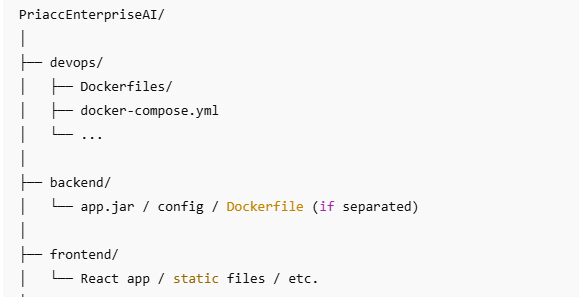 PriaccEnterpriseAI/
│
├── devops/
│   ├── Dockerfiles/
│   ├── docker-compose.yml
│   └── ...
│
├── backend/
│   └── app.jar / config / Dockerfile (if separated)
│
├── frontend/
│   └── React app / static files / etc.